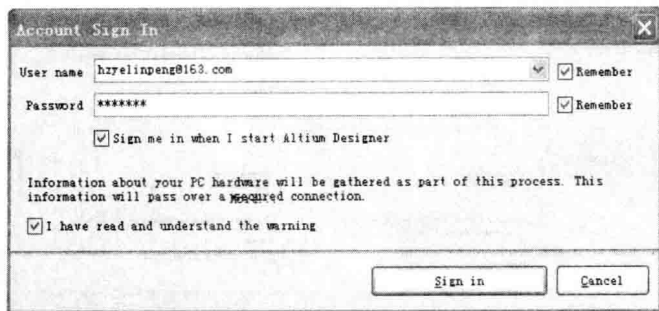 Account Sign In
User name hzyelinpeng@163.com Remember
Password ******* Remember
Sign me in when I start Altium Designer
Information about your PC hardware will be gathered as part of this process. This
information will pass over a secured connection.
I have read and understand the warning
Sign in Cancel